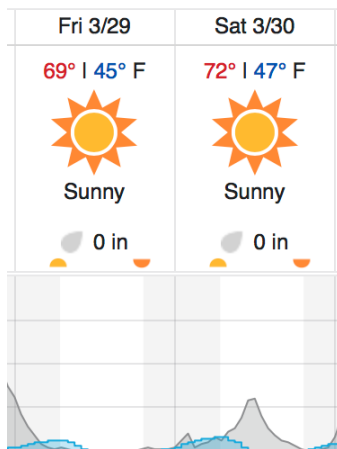 Fri 3/29 Sat 3/30
69° | 45° F 72° | 47° F
Sunny Sunny
0 in 0 in